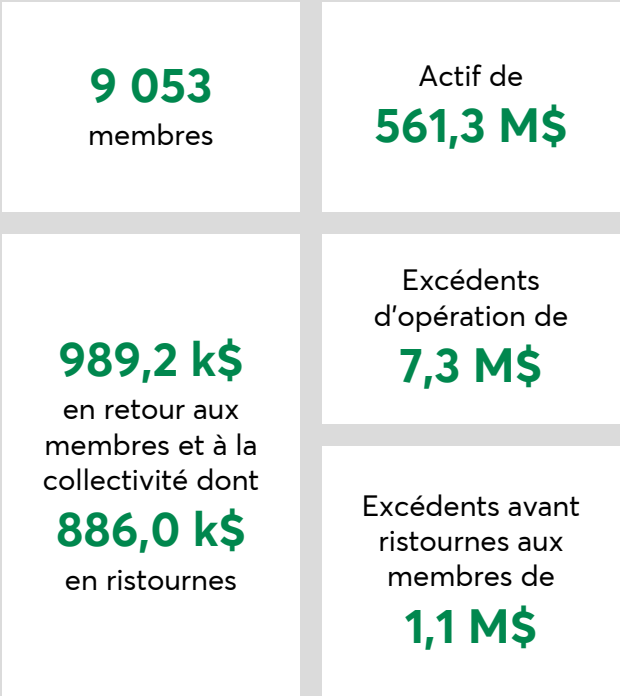 9 053
membres
Actif de
561,3 M$
989,2 k$
en retour aux
membres et à la
collectivité dont
886,0 k$
en ristournes
Excédents
d'opération de
7,3 M$
Excédents avant
ristournes aux
membres de
1,1 M$